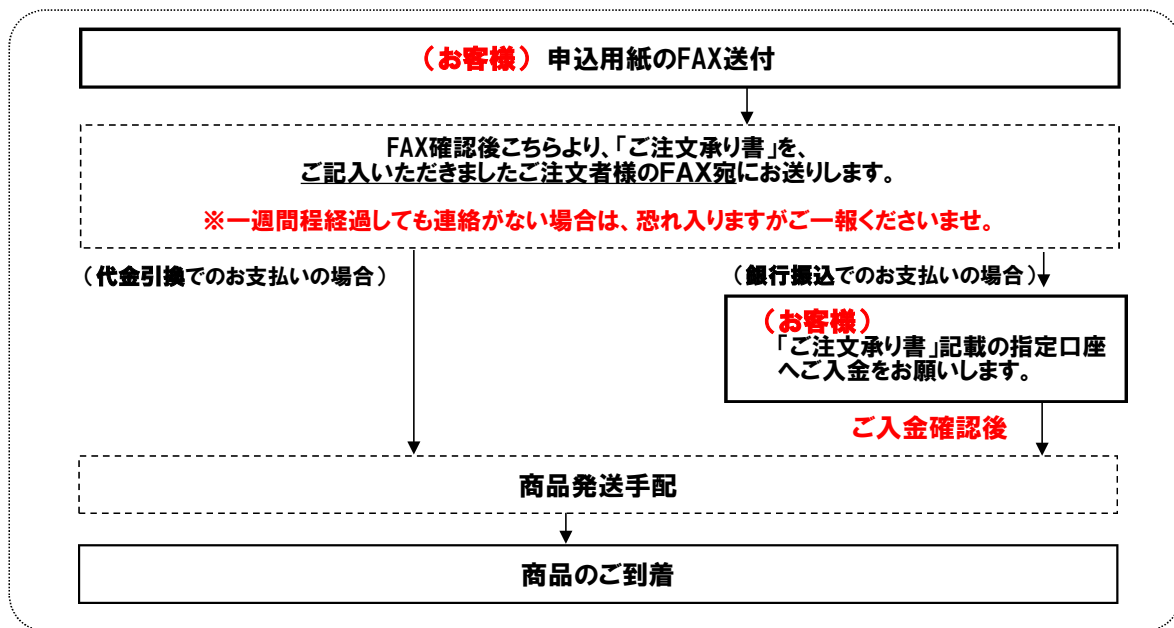 （お客様）申込用紙のFAX送付
FAX確認後こちらより、「ご注文承り書」を、
ご記入いただきましたご注文者様のFAX宛にお送りします。
※一週間程経過しても連絡がない場合は、恐れ入りますがご一報くださいませ。
（代金引換でのお支払いの場合）
（銀行振込でのお支払いの場合）
（お客様）
「ご注文承り書」記載の指定口座
へご入金をお願いします。
ご入金確認後
商品発送手配
商品のご到着